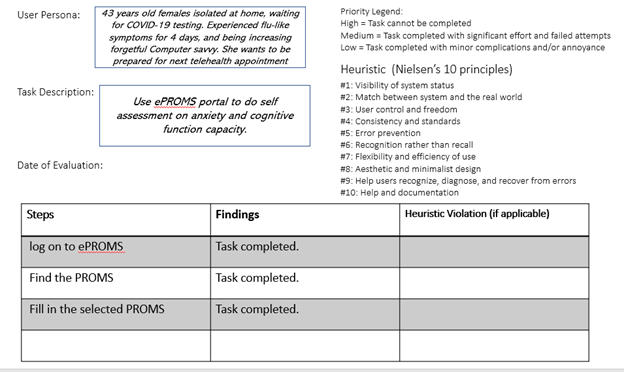 User Persona:
43 years old females isolated at home, waiting
for COVID-19 testing. Experienced flu-like
symptoms for 4 days, and being increasing
forgetful Computer savvy. She wants to be
prepared for next telehealth appointment
Task Description:
Use ePROMS portal to do self
assessment on anxiety and cognitive
function capacity.
Date of Evaluation:
Priority Legend:
High = Task cannot be completed
Medium = Task completed with significant effort and failed attempts
Low = Task completed with minor complications and/or annoyance
Heuristic (Nielsen's 10 principles)
#1: Visibility of system status
#2: Match between system and the real world
#3: User control and freedom
#4: Consistency and standards
#5: Error prevention
#6: Recognition rather than recall
#7: Flexibility and efficiency of use
#8: Aesthetic and minimalist design
#9: Help users recognize, diagnose, and recover from errors
#10: Help and documentation
Steps Findings Heuristic Violation (if applicable)
log on to ePROMS Task completed.
Find the PROMS Task completed.
Fill in the selected PROMS Task completed.